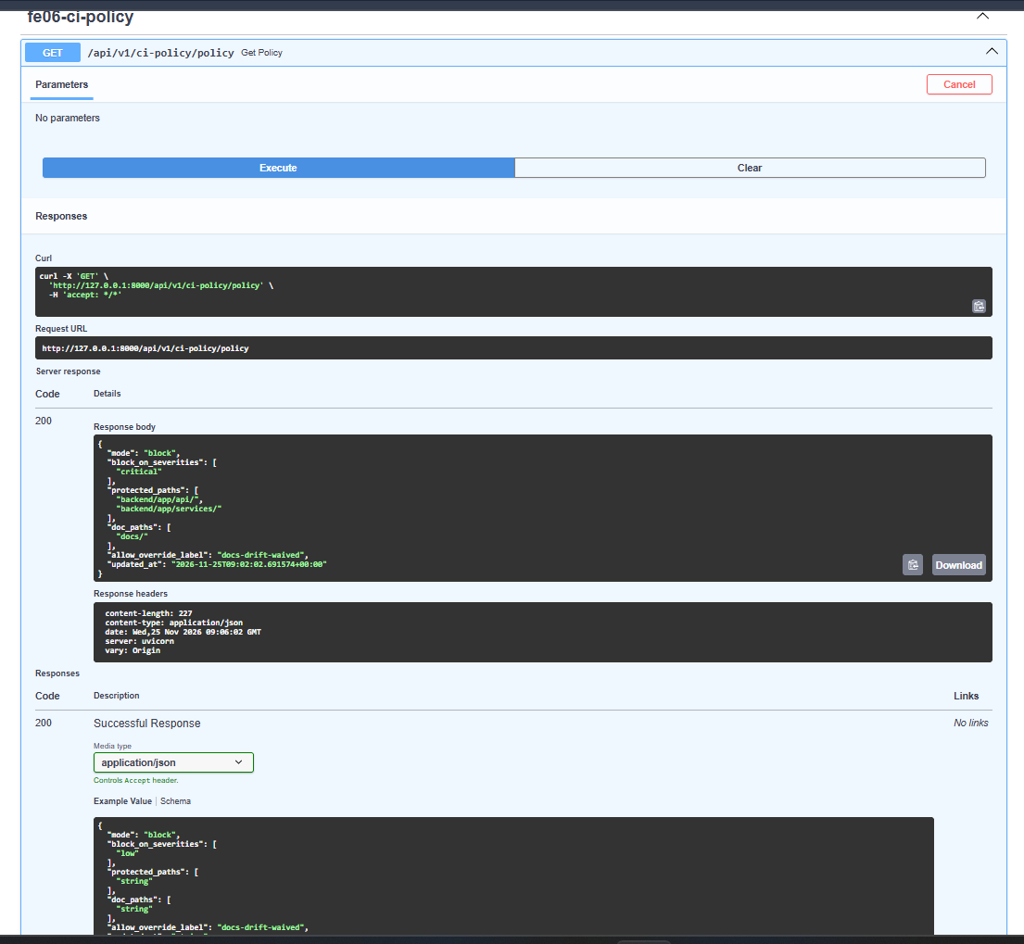 fe06-ci-policy
GET /api/v1/ci-policy/policy Get Policy
Parameters
Cancel
No parameters
Execute
Clear
Responses
Curl
curl -X 'GET' \
'http://127.0.0.1:8000/api/v1/ci-policy/policy' \
-H 'accept: */*'
Request URL
http://127.0.0.1:8000/api/v1/ci-policy/policy
Server response
Code Details
200
Response body
{
"mode": "block",
"block_on_severities": [
"critical"
],
"protected_paths": [
"backend/app/api/",
"backend/app/services/"
],
"doc_paths": [
"docs/"
],
"allow_override_label": "docs-drift-waived",
"updated_at": "2026-11-25T09:02:02.691574+00:00"
}
Download
Response headers
content-length: 227
content-type: application/json
date: Wed,25 Nov 2026 09:06:02 GMT
server: uvicorn
vary: Origin
Responses
Code Description Links
200 Successful Response No links
Media type
application/json
Controls Accept header.
Example Value | Schema
{
"mode": "block",
"block_on_severities": [
"low"
],
"protected_paths": [
"string"
],
"doc_paths": [
"string"
],
"allow_override_label": "docs-drift-waived",